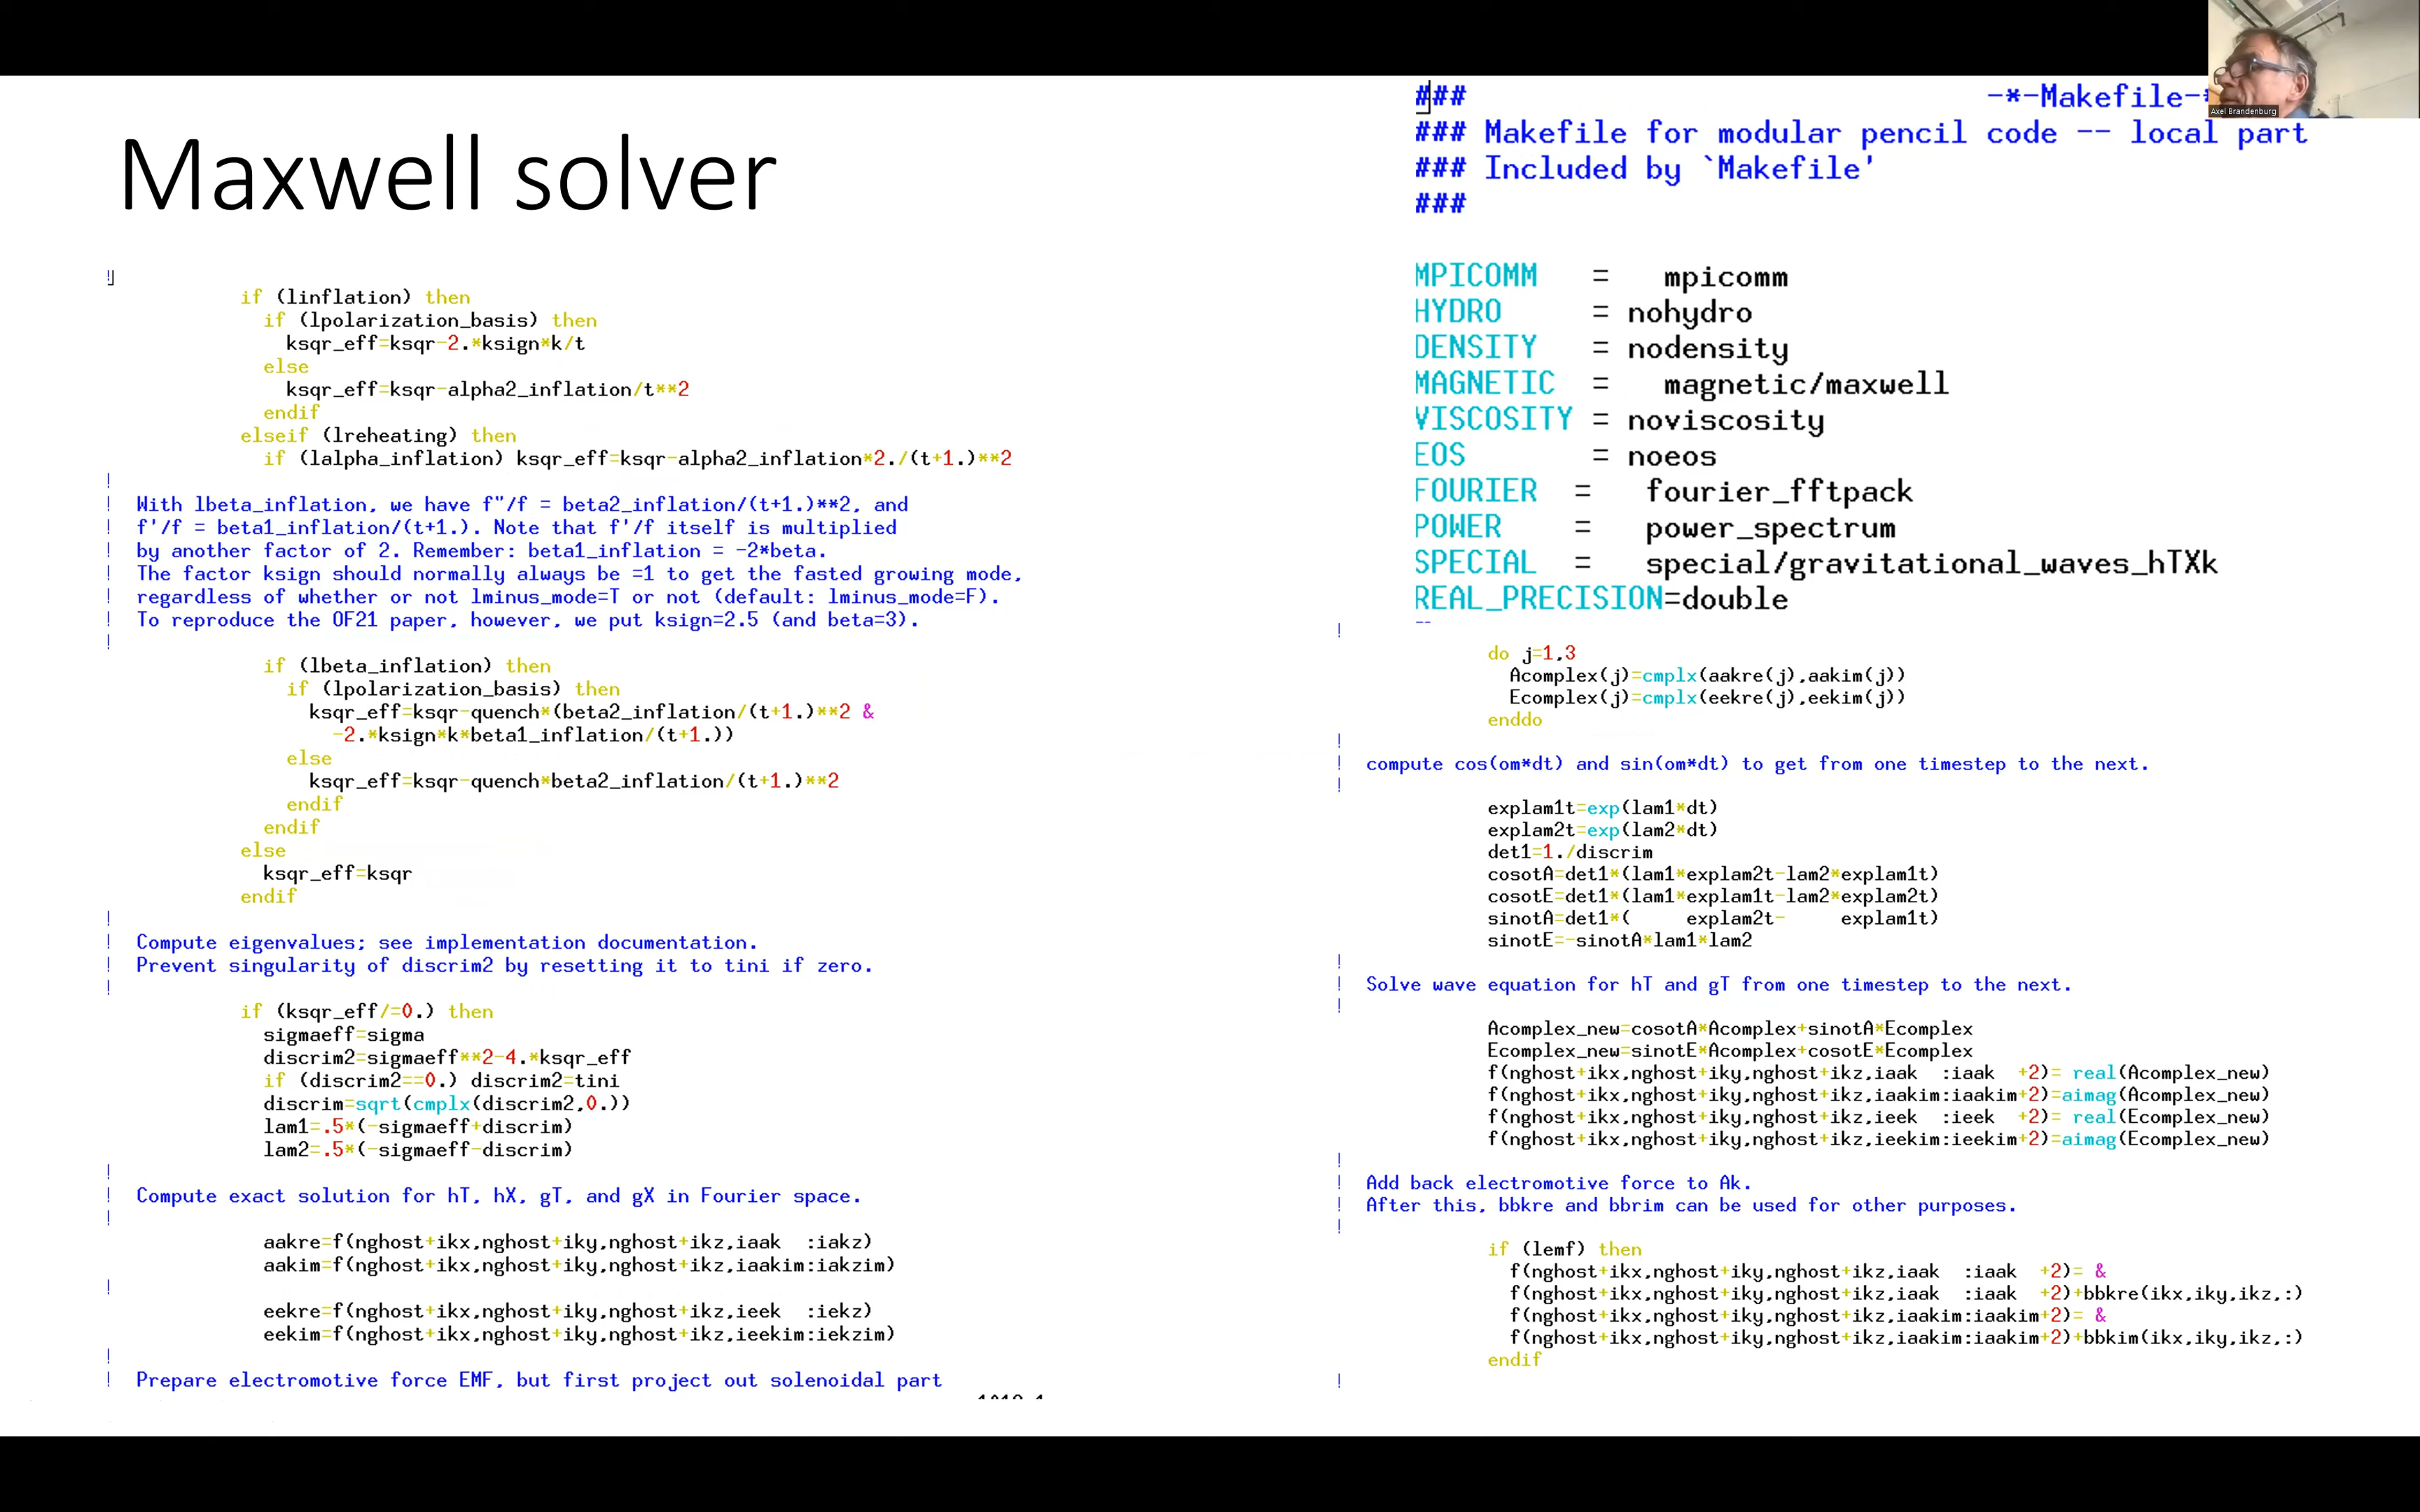 Maxwell solver
!
if (linflation) then
if (lpolarization_basis) then
ksqr_eff=ksqr-2.*ksign*k/t
else
ksqr_eff=ksqr-alpha2_inflation/t**2
endif
elseif (lreheating) then
if (lalpha_inflation) ksqr_eff=ksqr-alpha2_inflation*2./(t+1.)**2
!
! With lbeta_inflation, we have f"/f = beta2_inflation/(t+1.)**2, and
! f'/f = beta1_inflation/(t+1.). Note that f'/f itself is multiplied
! by another factor of 2. Remember: beta1_inflation = -2*beta.
! The factor ksign should normally always be =1 to get the fasted growing mode,
! regardless of whether or not lminus_mode=T or not (default: lminus_mode=F).
! To reproduce the OF21 paper, however, we put ksign=2.5 (and beta=3).
!
if (lbeta_inflation) then
if (lpolarization_basis) then
ksqr_eff=ksqr-quench*(beta2_inflation/(t+1.)**2 &
-2.*ksign*k*beta1_inflation/(t+1.))
else
ksqr_eff=ksqr-quench*beta2_inflation/(t+1.)**2
endif
endif
else
ksqr_eff=ksqr
endif
!
! Compute eigenvalues; see implementation documentation.
! Prevent singularity of discrim2 by resetting it to tini if zero.
!
if (ksqr_eff/=0.) then
sigmaeff=sigma
discrim2=sigmaeff**2-4.*ksqr_eff
if (discrim2==0.) discrim2=tini
discrim=sqrt(cmplx(discrim2,0.))
lam1=.5*(-sigmaeff+discrim)
lam2=.5*(-sigmaeff-discrim)
!
! Compute exact solution for hT, hX, gT, and gX in Fourier space.
!
aakre=f(nghost+ikx,nghost+iky,nghost+ikz,iaak  :iakz)
aakim=f(nghost+ikx,nghost+iky,nghost+ikz,iaakim:iakzim)
!
eekre=f(nghost+ikx,nghost+iky,nghost+ikz,ieek  :iekz)
eekim=f(nghost+ikx,nghost+iky,nghost+ikz,ieekim:iekzim)
!
! Prepare electromotive force EMF, but first project out solenoidal part
### -*-Makefile-*
### Makefile for modular pencil code -- local part
### Included by `Makefile'
###
MPICOMM = mpicomm
HYDRO = nohydro
DENSITY = nodensity
MAGNETIC = magnetic/maxwell
VISCOSITY = noviscosity
EOS = noeos
FOURIER = fourier_fftpack
POWER = power_spectrum
SPECIAL = special/gravitational_waves_hTXk
REAL_PRECISION=double
!
do j=1,3
Acomplex(j)=cmplx(aakre(j),aakim(j))
Ecomplex(j)=cmplx(eekre(j),eekim(j))
enddo
!
! compute cos(om*dt) and sin(om*dt) to get from one timestep to the next.
!
explam1t=exp(lam1*dt)
explam2t=exp(lam2*dt)
det1=1./discrim
cosotA=det1*(lam1*explam2t-lam2*explam1t)
cosotE=det1*(lam1*explam1t-lam2*explam2t)
sinotA=det1*(     explam2t-     explam1t)
sinotE=-sinotA*lam1*lam2
!
! Solve wave equation for hT and gT from one timestep to the next.
!
Acomplex_new=cosotA*Acomplex+sinotA*Ecomplex
Ecomplex_new=sinotE*Acomplex+cosotE*Ecomplex
f(nghost+ikx,nghost+iky,nghost+ikz,iaak  :iaak  +2)= real(Acomplex_new)
f(nghost+ikx,nghost+iky,nghost+ikz,iaakim:iaakim+2)=aimag(Acomplex_new)
f(nghost+ikx,nghost+iky,nghost+ikz,ieek  :ieek  +2)= real(Ecomplex_new)
f(nghost+ikx,nghost+iky,nghost+ikz,ieekim:ieekim+2)=aimag(Ecomplex_new)
!
! Add back electromotive force to Ak.
! After this, bbkre and bbrim can be used for other purposes.
!
if (lemf) then
f(nghost+ikx,nghost+iky,nghost+ikz,iaak  :iaak  +2)= &
f(nghost+ikx,nghost+iky,nghost+ikz,iaak  :iaak  +2)+bbkre(ikx,iky,ikz,:)
f(nghost+ikx,nghost+iky,nghost+ikz,iaakim:iaakim+2)= &
f(nghost+ikx,nghost+iky,nghost+ikz,iaakim:iaakim+2)+bbkim(ikx,iky,ikz,:)
endif
!
Axel Brandenburg